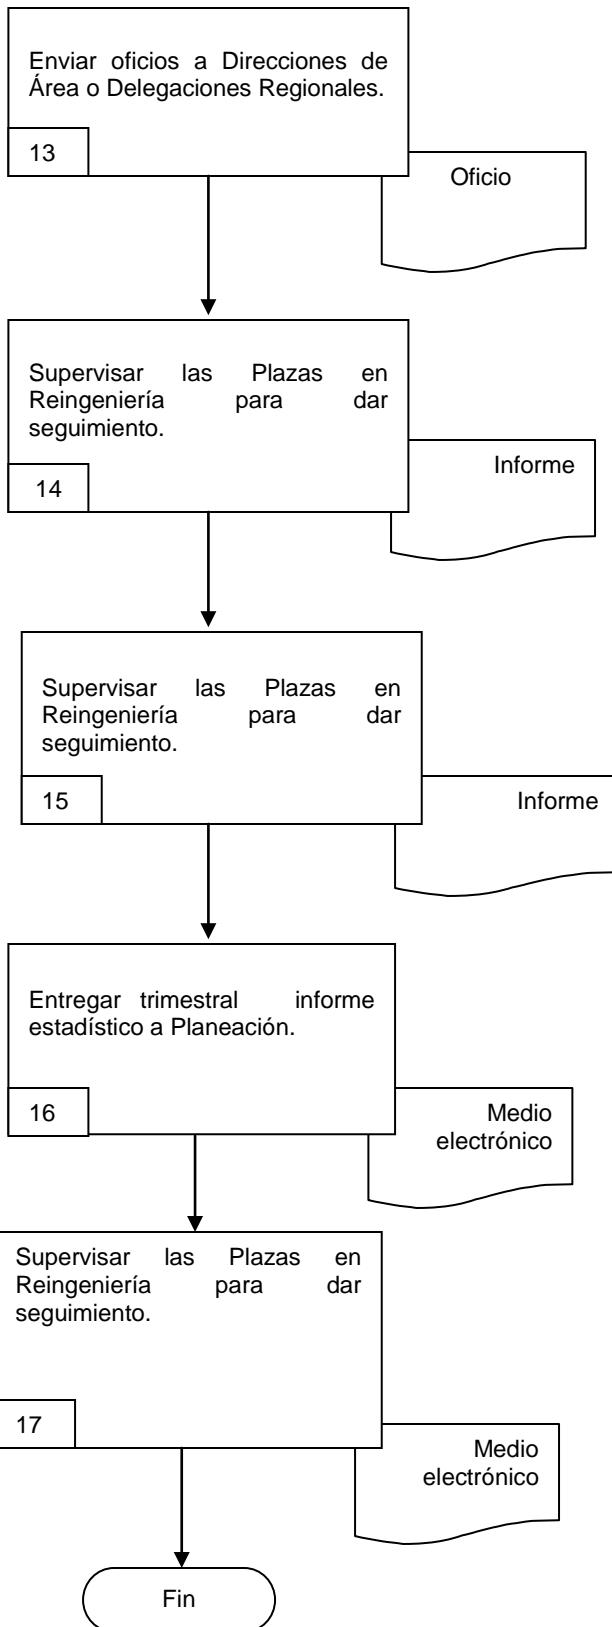 Enviar oficios a Direcciones de
Área o Delegaciones Regionales.
13
Oficio
Supervisar las Plazas en
Reingeniería para dar
seguimiento.
14
Informe
Supervisar las Plazas en
Reingeniería para dar
seguimiento.
15
Informe
Entregar trimestral informe
estadístico a Planeación.
16
Medio
electrónico
Supervisar las Plazas en
Reingeniería para dar
seguimiento.
17
Medio
electrónico
Fin